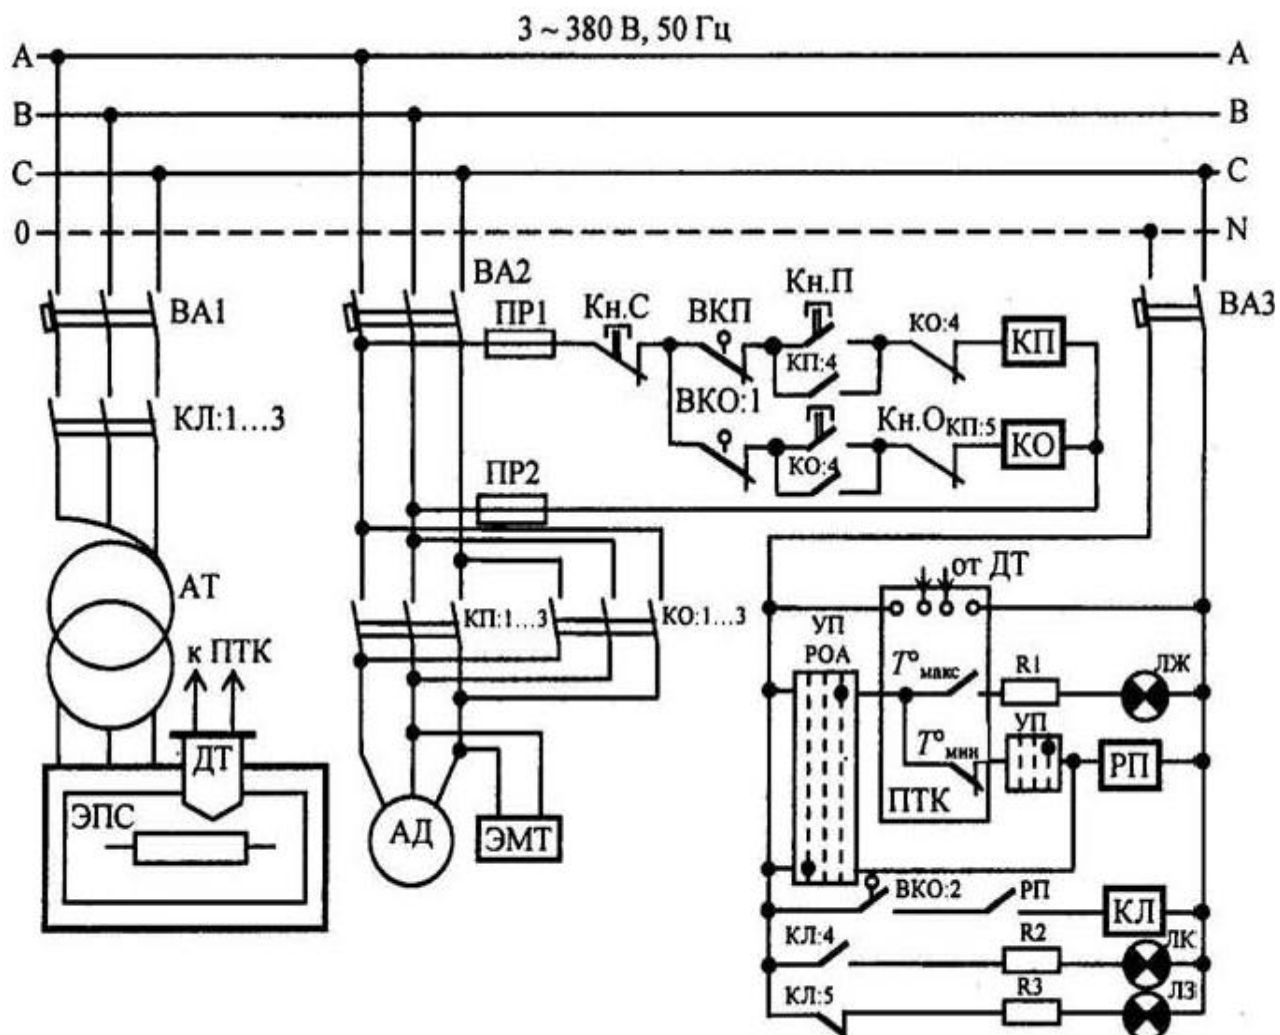 3 ~ 380 В, 50 Гц
A A
B B
C C
0 N
ВА1
ВА2
ПР1
Кн.С
ВКП
Кн.П
КО:4
КП
ВА3
КП:4
КЛ:1...3
ВКО:1
Кн.О
КП:5
КО
КО:4
ПР2
АТ
от ДТ
КП:1...3
КО:1...3
УП
РОА
к ПТК
T°макс
R1
ЛЖ
УП
T°мин
РП
ДТ
ПТК
ЭПС
АД
ЭМТ
ВКО:2
РП
КЛ
КЛ:4
R2
ЛК
КЛ:5
R3
ЛЗ